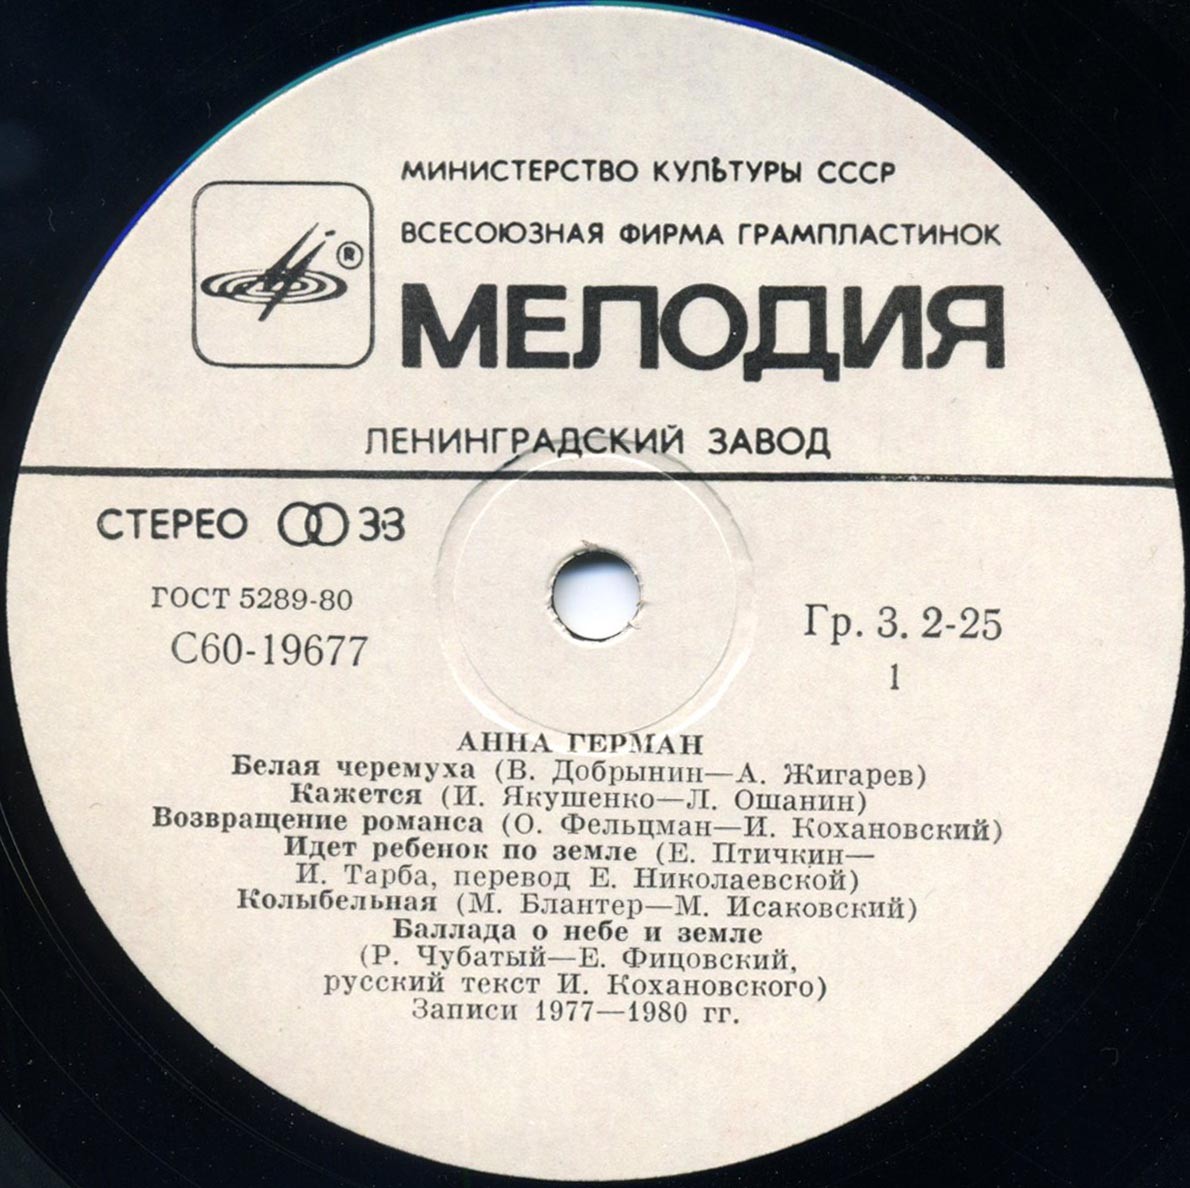 МИНИСТЕРСТВО КУЛЬТУРЫ СССР
ВСЕСОЮЗНАЯ ФИРМА ГРАМПЛАСТИНОК
®
МЕЛОДИЯ
ЛЕНИНГРАДСКИЙ ЗАВОД
СТЕРЕО 33
ГОСТ 5289-80
С60-19677
Гр. 3. 2-25
1
АННА ГЕРМАН
Белая черемуха (В. Добрынин—А. Жигарев)
Кажется (И. Якушенко—Л. Ошанин)
Возвращение романса (О. Фельцман—И. Кохановский)
Идет ребенок по земле (Е. Птичкин—
И. Тарба, перевод Е. Николаевской)
Колыбельная (М. Блантер—М. Исаковский)
Баллада о небе и земле
(Р. Чубатый—Е. Фицовский,
русский текст И. Кохановского)
Записи 1977—1980 гг.